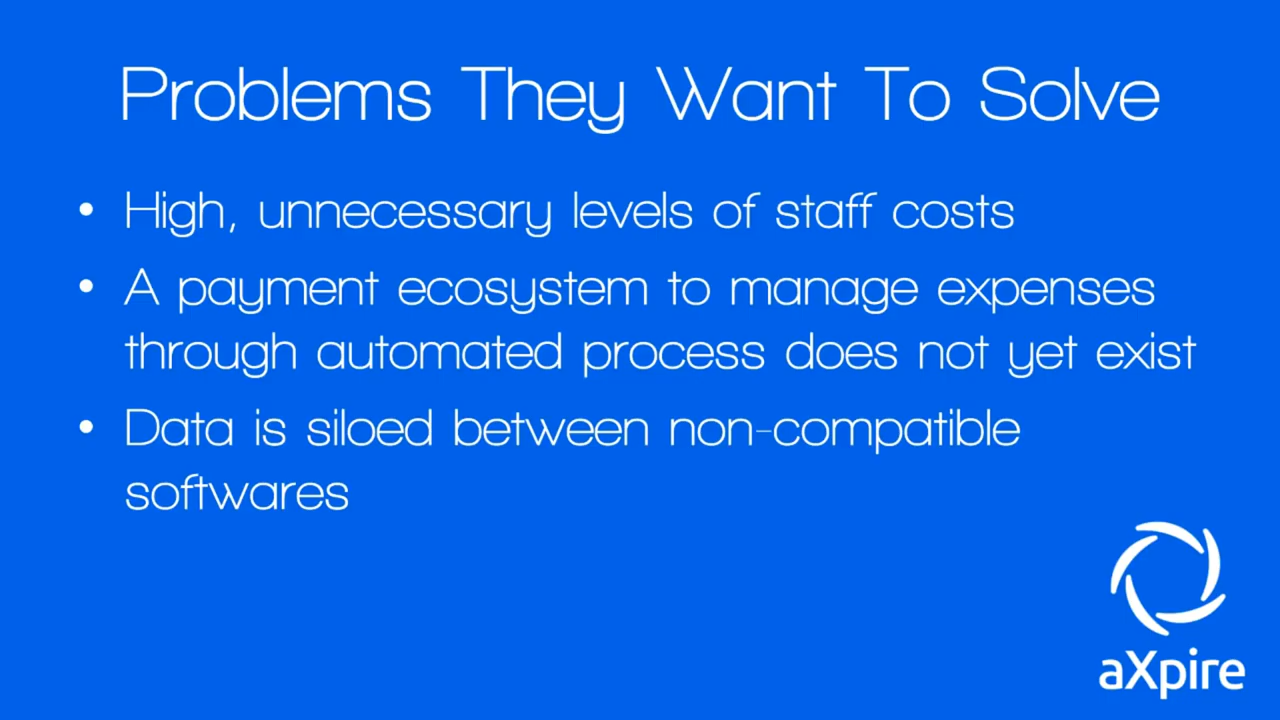 Problems They Want To Solve
• High, unnecessary levels of staff costs
• A payment ecosystem to manage expenses
through automated process does not yet exist
• Data is siloed between non-compatible
softwares
aXpire